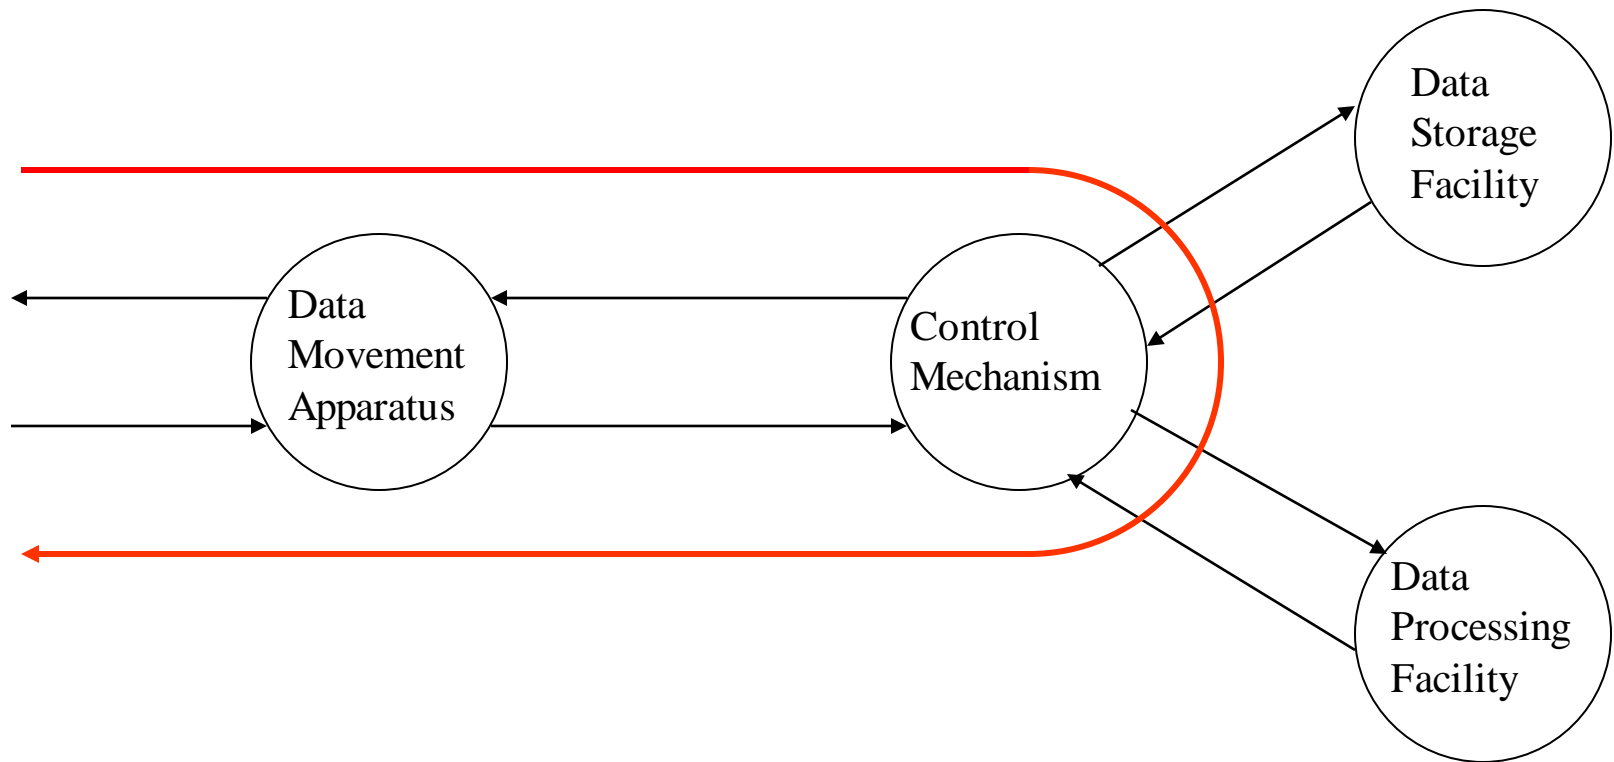 Data
Movement
Apparatus
Control
Mechanism
Data
Storage
Facility
Data
Processing
Facility